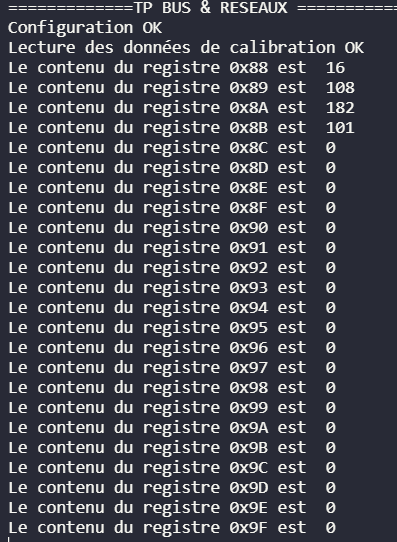 =============TP BUS & RESEAUX ===========
Configuration OK
Lecture des données de calibration OK
Le contenu du registre 0x88 est  16
Le contenu du registre 0x89 est  108
Le contenu du registre 0x8A est  182
Le contenu du registre 0x8B est  101
Le contenu du registre 0x8C est  0
Le contenu du registre 0x8D est  0
Le contenu du registre 0x8E est  0
Le contenu du registre 0x8F est  0
Le contenu du registre 0x90 est  0
Le contenu du registre 0x91 est  0
Le contenu du registre 0x92 est  0
Le contenu du registre 0x93 est  0
Le contenu du registre 0x94 est  0
Le contenu du registre 0x95 est  0
Le contenu du registre 0x96 est  0
Le contenu du registre 0x97 est  0
Le contenu du registre 0x98 est  0
Le contenu du registre 0x99 est  0
Le contenu du registre 0x9A est  0
Le contenu du registre 0x9B est  0
Le contenu du registre 0x9C est  0
Le contenu du registre 0x9D est  0
Le contenu du registre 0x9E est  0
Le contenu du registre 0x9F est  0